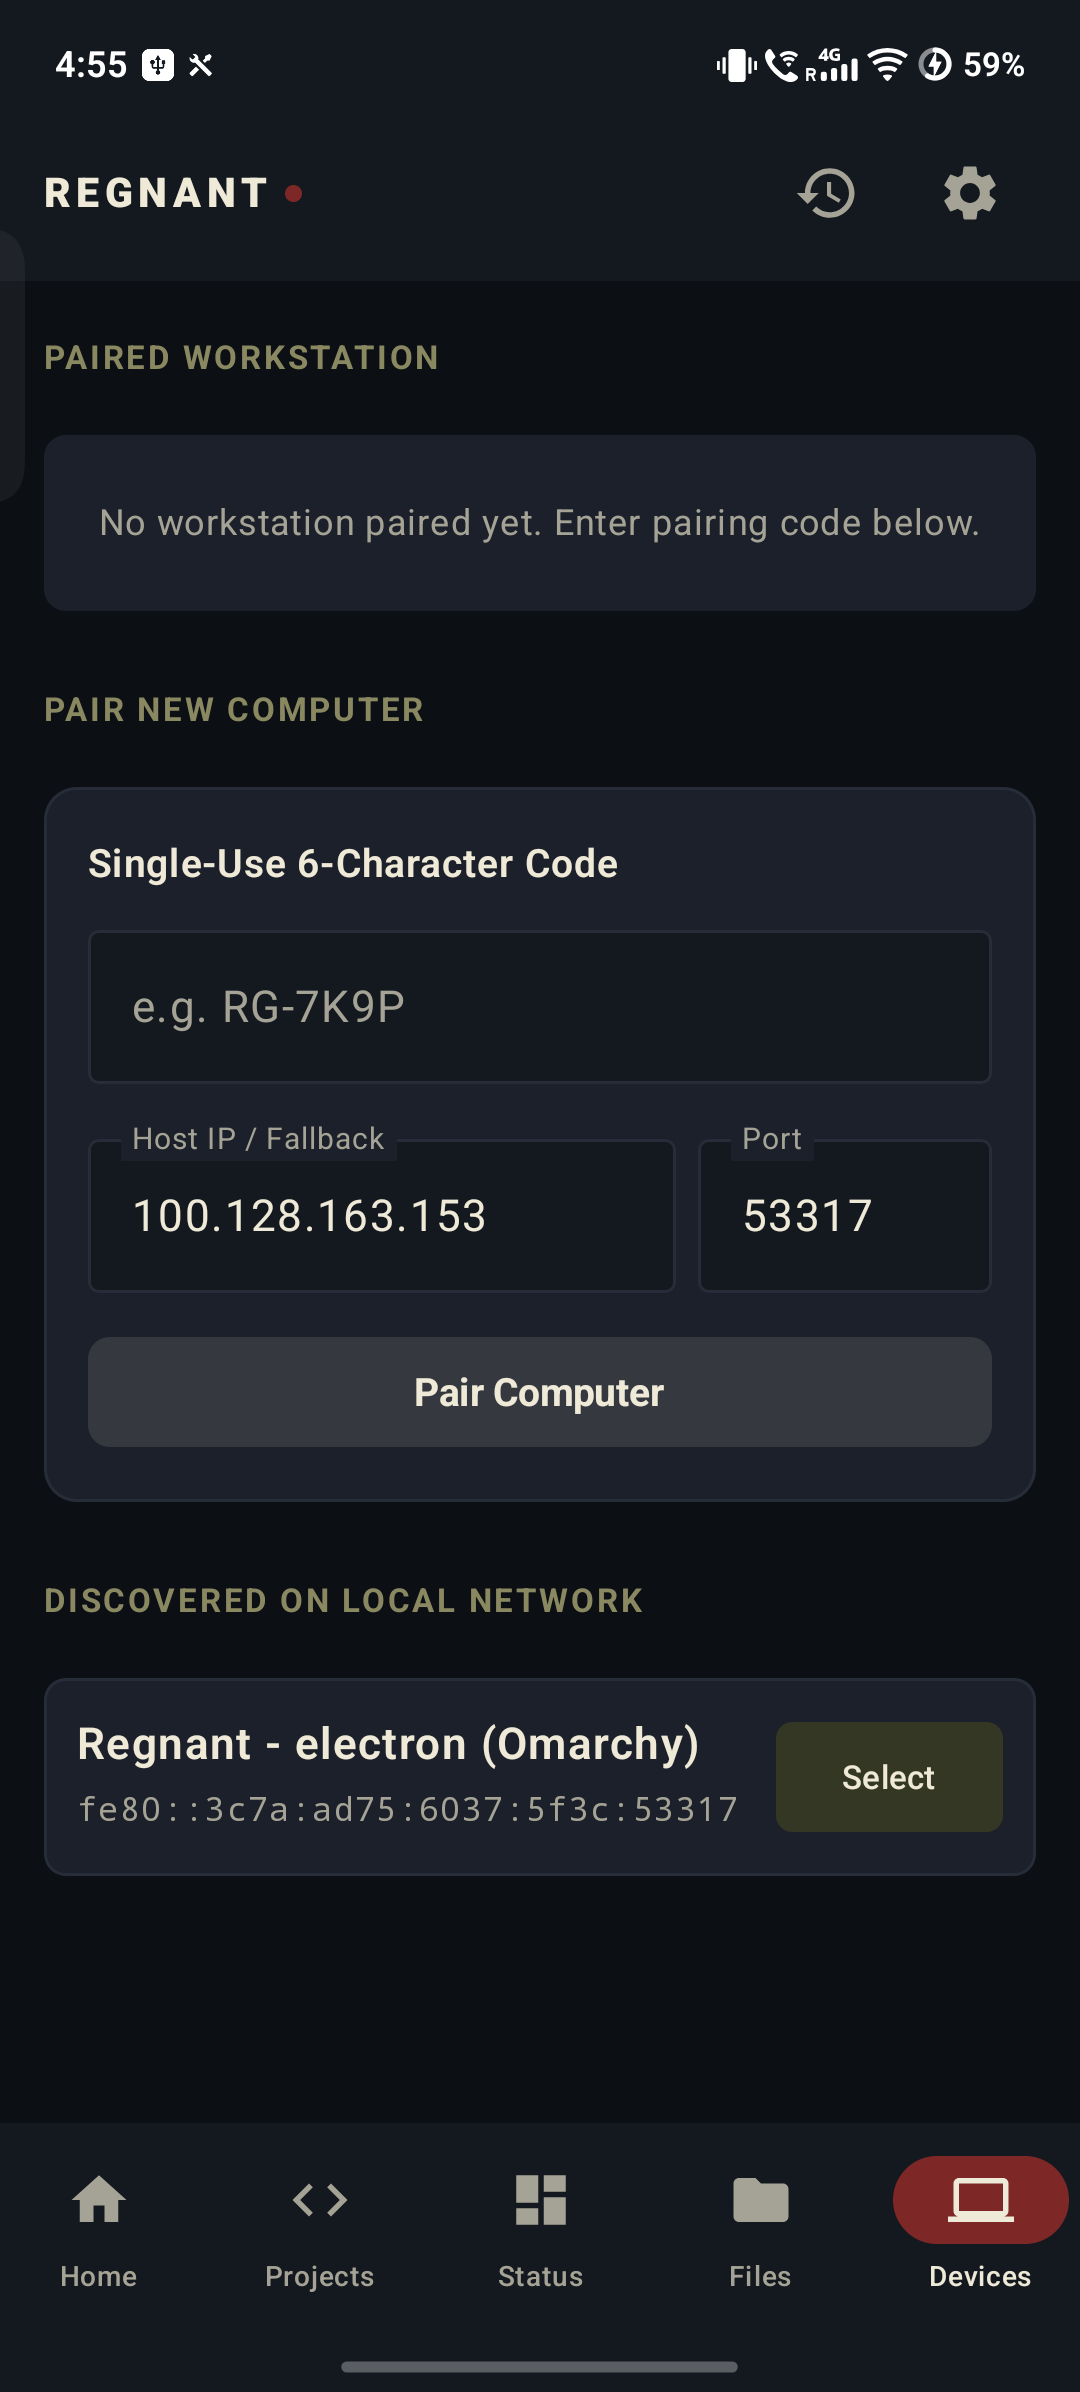 4:55
4G
R
59%
REGNANT
PAIRED WORKSTATION
No workstation paired yet. Enter pairing code below.
PAIR NEW COMPUTER
Single-Use 6-Character Code
e.g. RG-7K9P
Host IP / Fallback
Port
100.128.163.153
53317
Pair Computer
DISCOVERED ON LOCAL NETWORK
Regnant - electron (Omarchy)
fe80::3c7a:ad75:6037:5f3c:53317
Select
Home
Projects
Status
Files
Devices